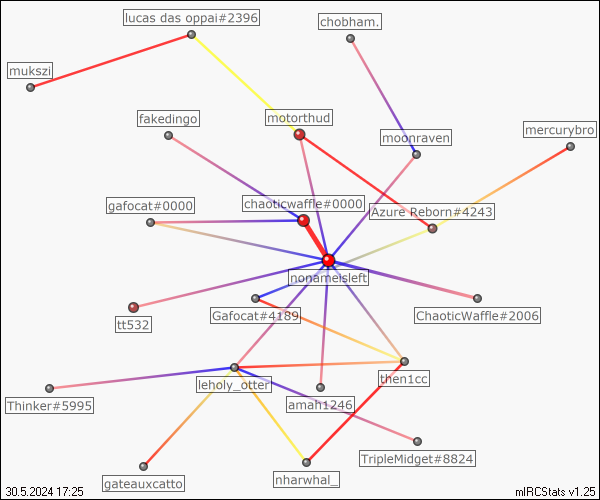 lucas das oppai#2396
chobham.
mukszi
fakedingo
motorthud
mercurybro
moonraven
gafocat#0000
chaoticwaffle#0000
Azure Reborn#4243
nonameisleft
tt532
Gafocat#4189
ChaoticWaffle#2006
then1cc
leholy_otter
Thinker#5995
amah1246
TripleMidget#8824
gateauxcatto
nharwhal_
30.5.2024 17:25
mIRCStats v1.25